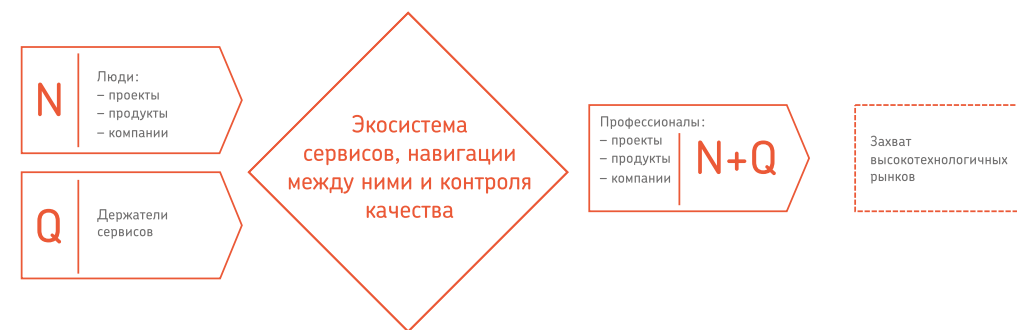 N
Люди:
– проекты
– продукты
– компании
Q
Держатели
сервисов
Экосистема
сервисов, навигации
между ними и контроля
качества
Профессионалы:
– проекты
– продукты
– компании
N+Q
Захват
высокотехнологичных
рынков